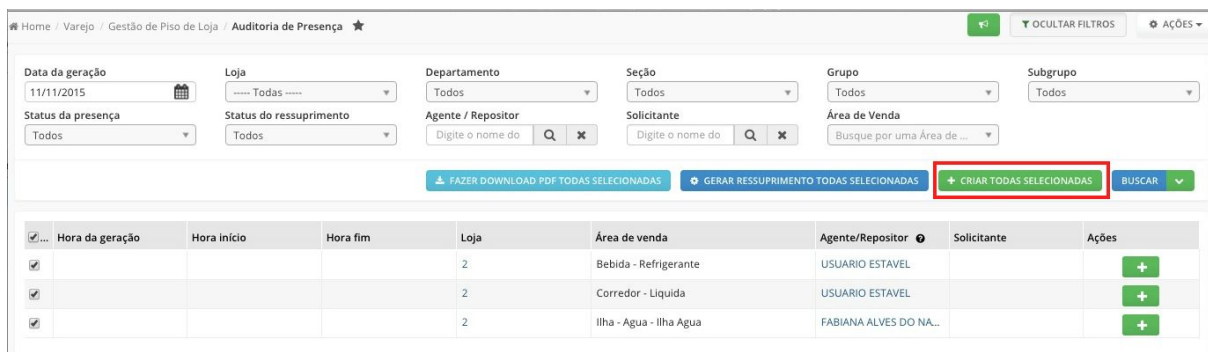 Home / Varejo / Gestão de Piso de Loja / Auditoria de Presença OCULTAR FILTROS AÇÕES
Data da geração Loja Departamento Seção Grupo Subgrupo
11/11/2015 ----- Todas ----- Todos Todos Todos Todos
Status da presença Status do ressuprimento Agente / Repositor Solicitante Área de Venda
Todos Todos Digite o nome do Digite o nome do Busque por uma Área de ...
FAZER DOWNLOAD PDF TODAS SELECIONADAS GERAR RESSUPRIMENTO TODAS SELECIONADAS + CRIAR TODAS SELECIONADAS BUSCAR
... Hora da geração Hora início Hora fim Loja Área de venda Agente/Repositor Solicitante Ações
2 Bebida - Refrigerante USUARIO ESTAVEL +
2 Corredor - Liquida USUARIO ESTAVEL +
2 Ilha - Agua - Ilha Agua FABIANA ALVES DO NA... +